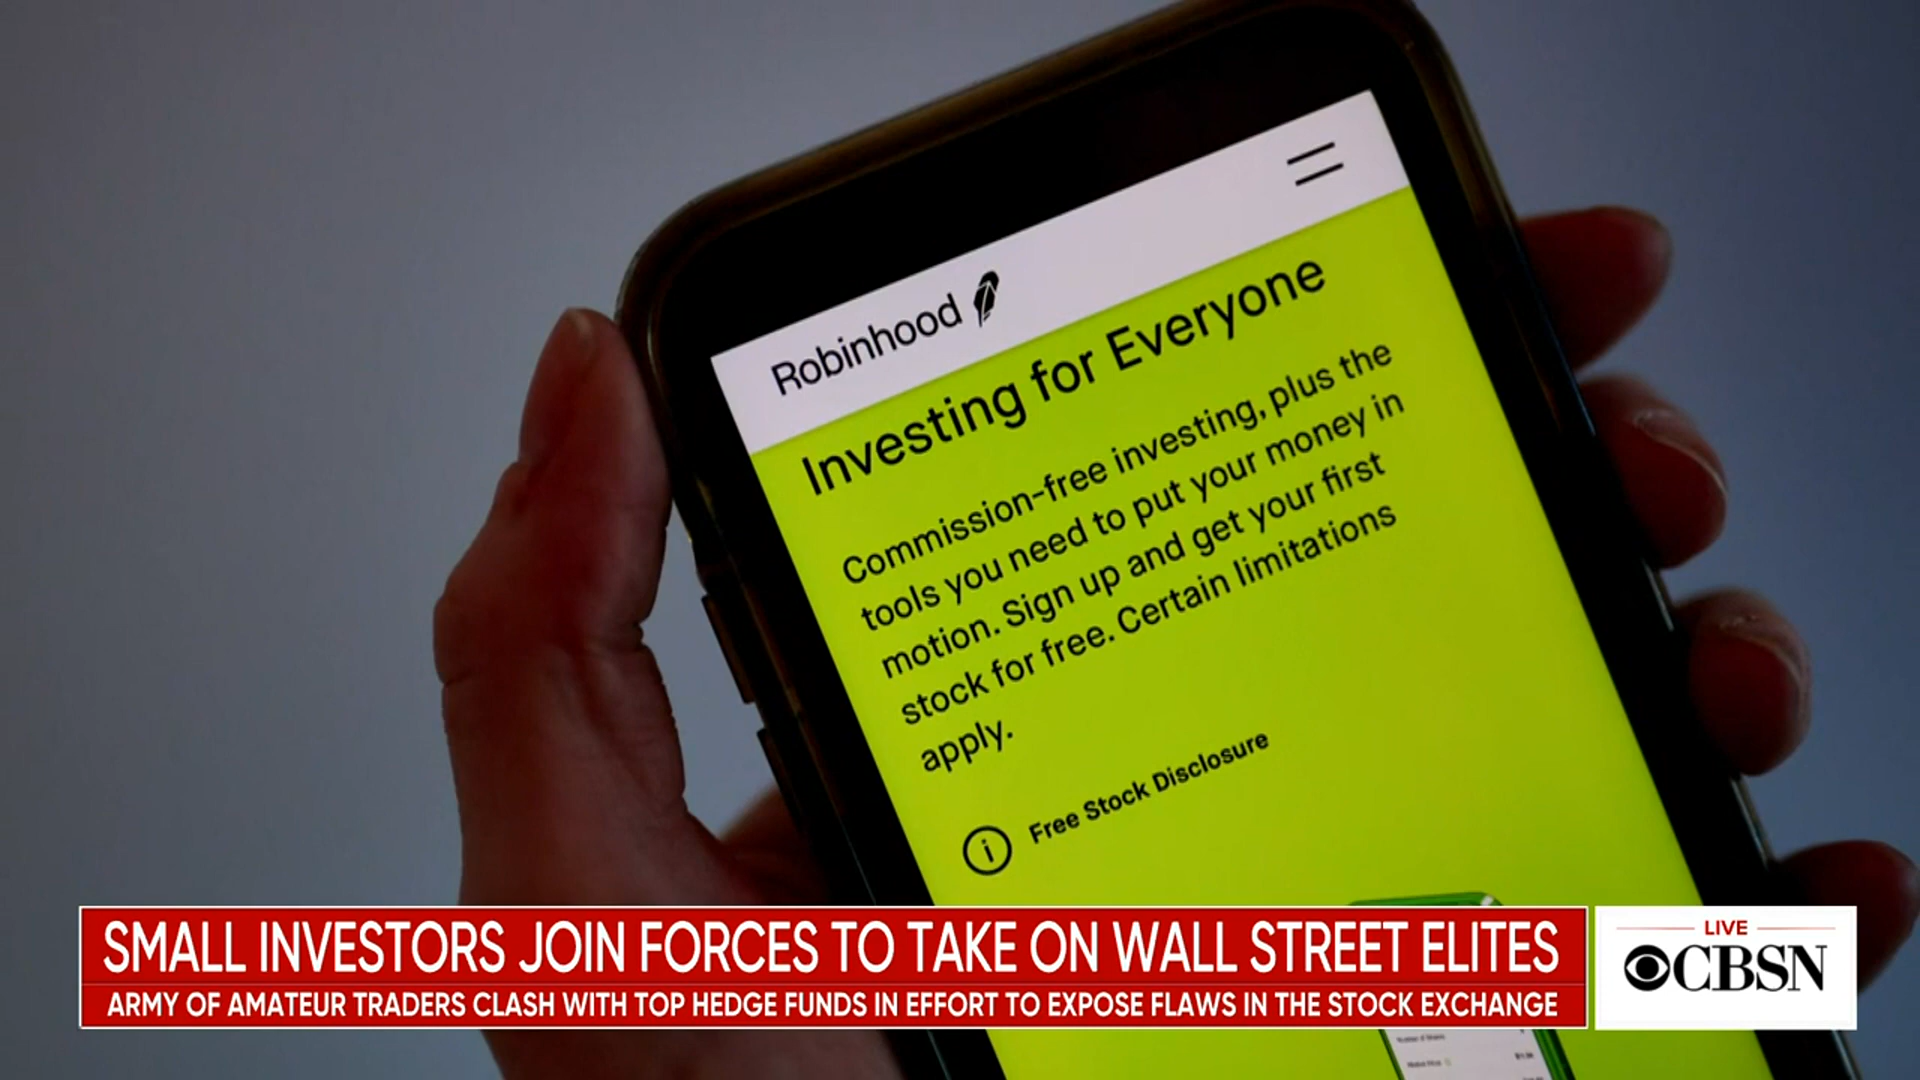 Robinhood
Investing for Everyone
Commission-free investing, plus the
tools you need to put your money in
motion. Sign up and get your first
stock for free. Certain limitations
apply.
Free Stock Disclosure
SMALL INVESTORS JOIN FORCES TO TAKE ON WALL STREET ELITES
ARMY OF AMATEUR TRADERS CLASH WITH TOP HEDGE FUNDS IN EFFORT TO EXPOSE FLAWS IN THE STOCK EXCHANGE
LIVE
CBSN